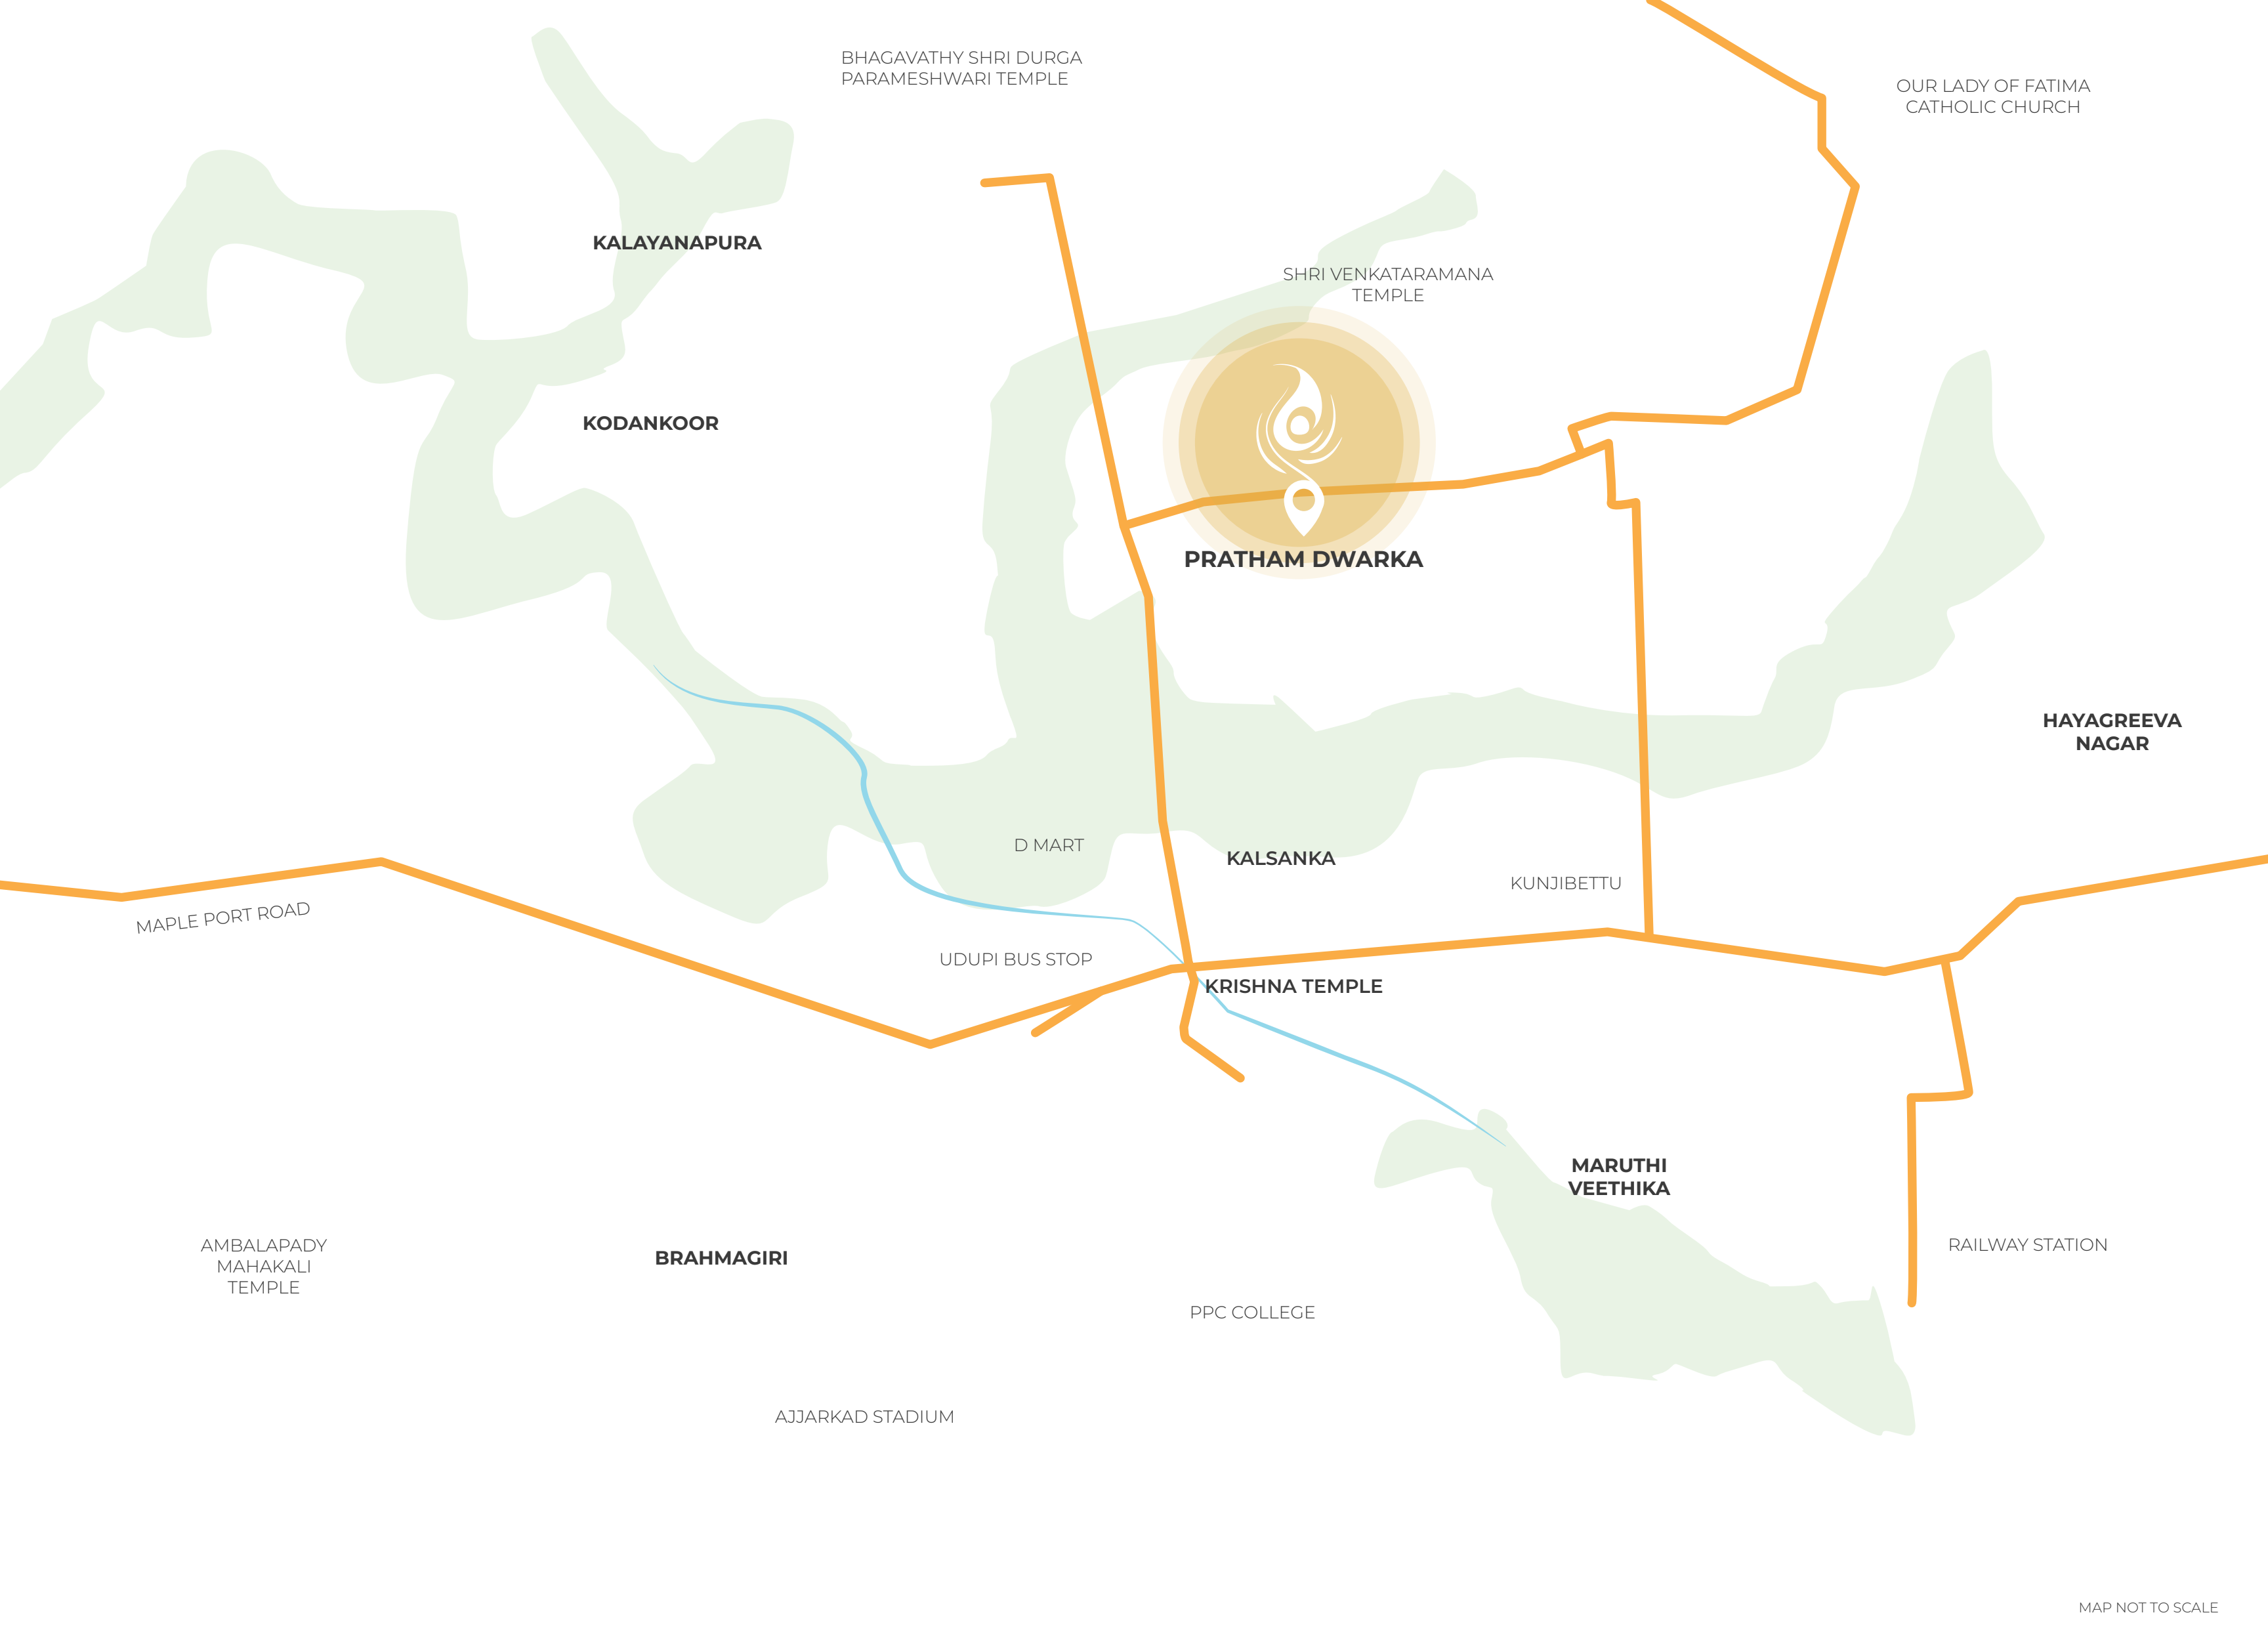 BHAGAVATHY SHRI DURGA
PARAMESHWARI TEMPLE
OUR LADY OF FATIMA
CATHOLIC CHURCH
KALAYANAPURA
SHRI VENKATARAMANA
TEMPLE
KODANKOOR
PRATHAM DWARKA
HAYAGREEVA
NAGAR
D MART
KALSANKA
KUNJIBETTU
MAPLE PORT ROAD
UDUPI BUS STOP
KRISHNA TEMPLE
MARUTHI
VEETHIKA
AMBALAPADY
MAHAKALI
TEMPLE
BRAHMAGIRI
RAILWAY STATION
PPC COLLEGE
AJJARKAD STADIUM
MAP NOT TO SCALE